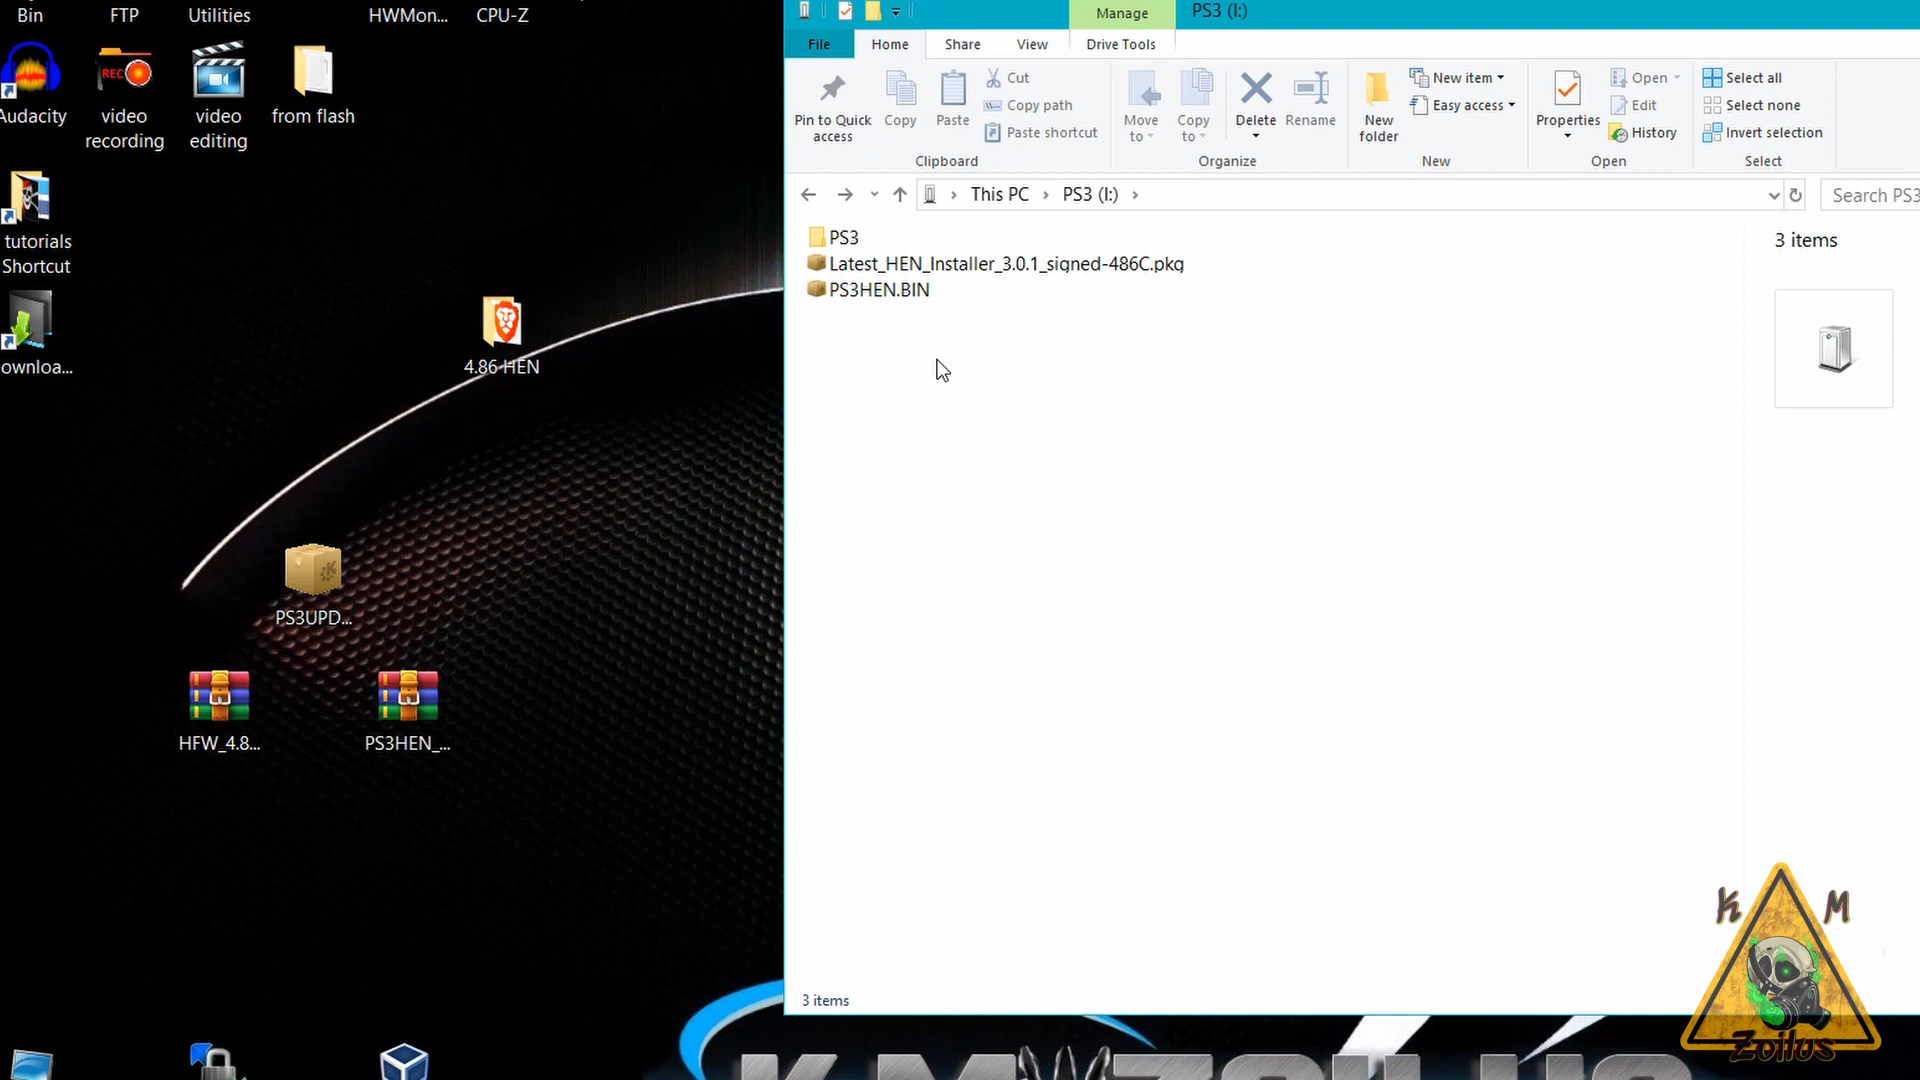 Bin
FTP
Utilities
HWMon...
CPU-Z
Audacity
video
recording
video
editing
from flash
tutorials
Shortcut
ownloa...
4.86 HEN
PS3UPD...
HFW_4.8...
PS3HEN_...
Manage
PS3 (I:)
File
Home
Share
View
Drive Tools
Pin to Quick
access
Copy
Paste
Cut
Copy path
Paste shortcut
Clipboard
Move
to
Copy
to
Delete
Rename
Organize
New
folder
New item
Easy access
New
Properties
Open
Edit
History
Open
Select all
Select none
Invert selection
Select
This PC
PS3 (I:)
Search PS3
PS3
Latest_HEN_Installer_3.0.1_signed-486C.pkg
PS3HEN.BIN
3 items
3 items
REC
K M
Zoilus